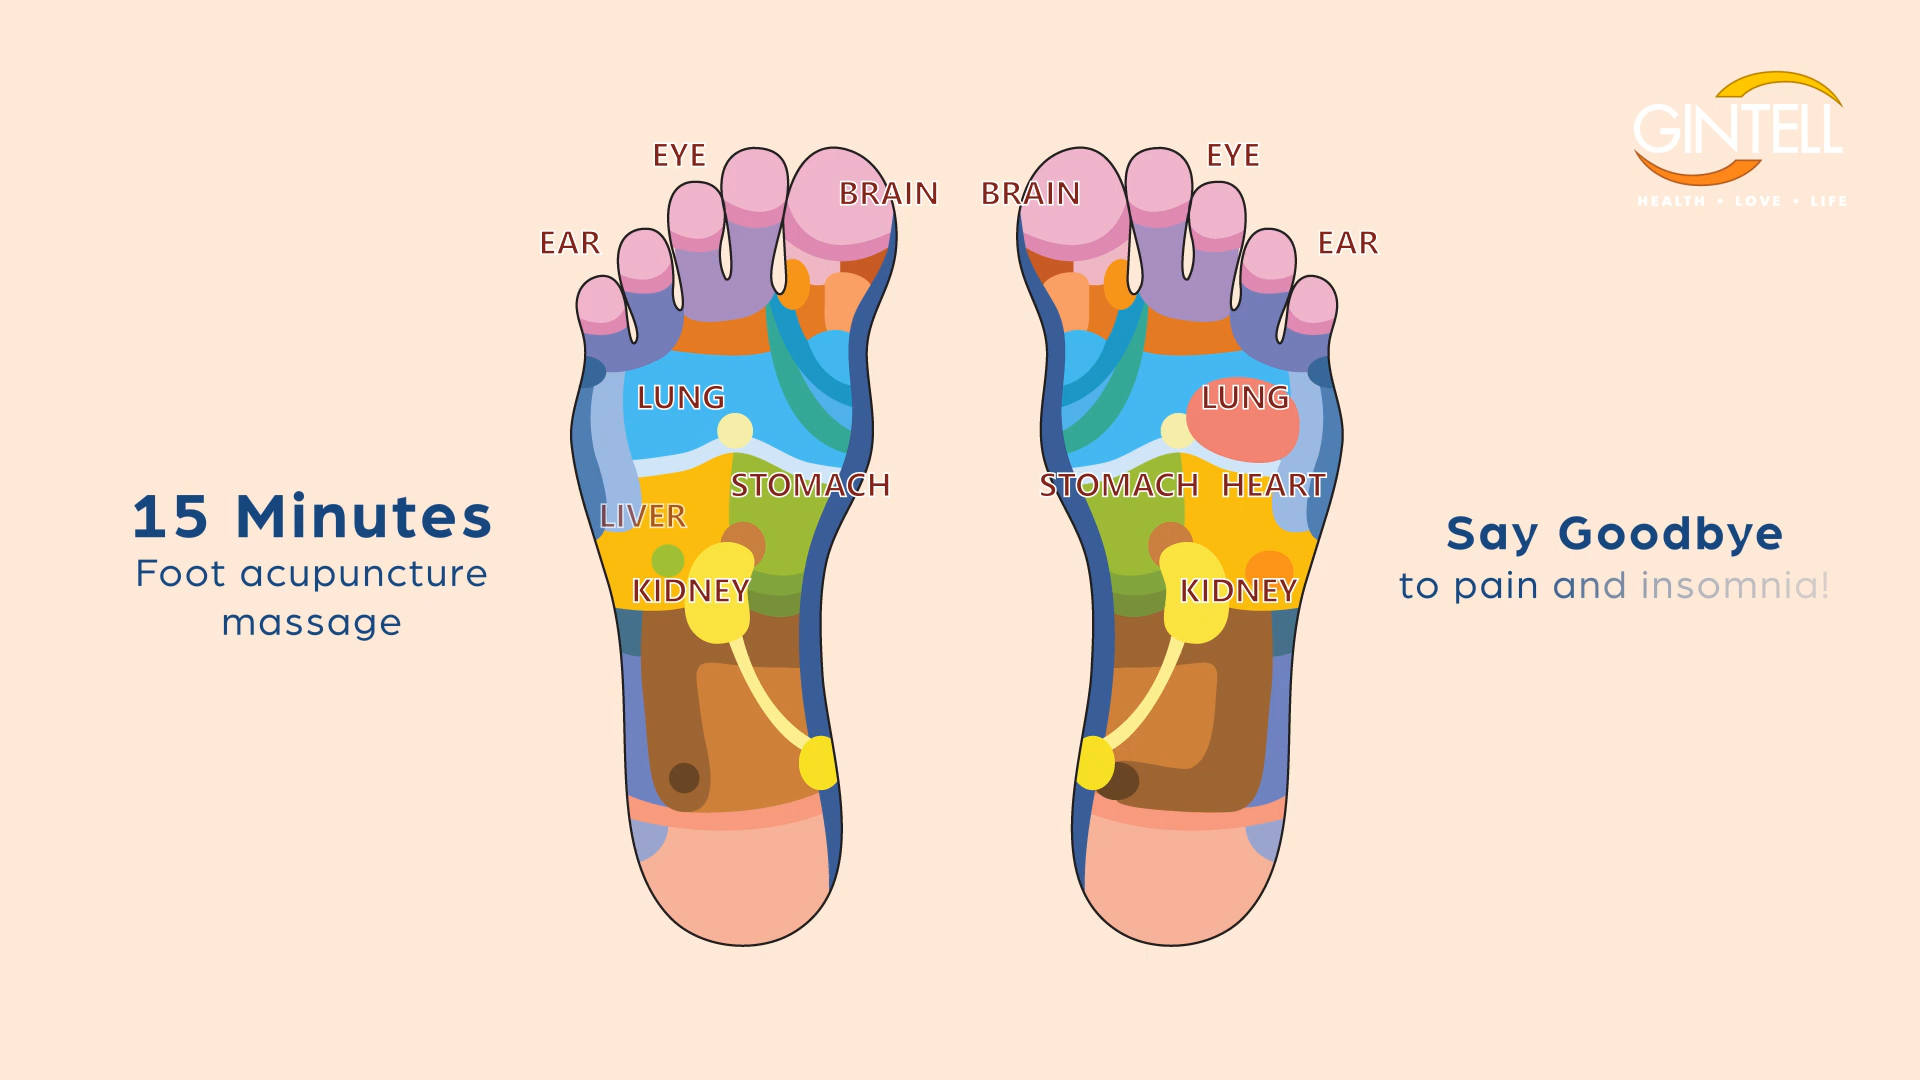 GINTELL
HEALTH • LOVE • LIFE
EYE
EYE
BRAIN
BRAIN
EAR
EAR
LUNG
LUNG
STOMACH
STOMACH
HEART
LIVER
KIDNEY
KIDNEY
15 Minutes
Foot acupuncture
massage
Say Goodbye
to pain and insomnia!